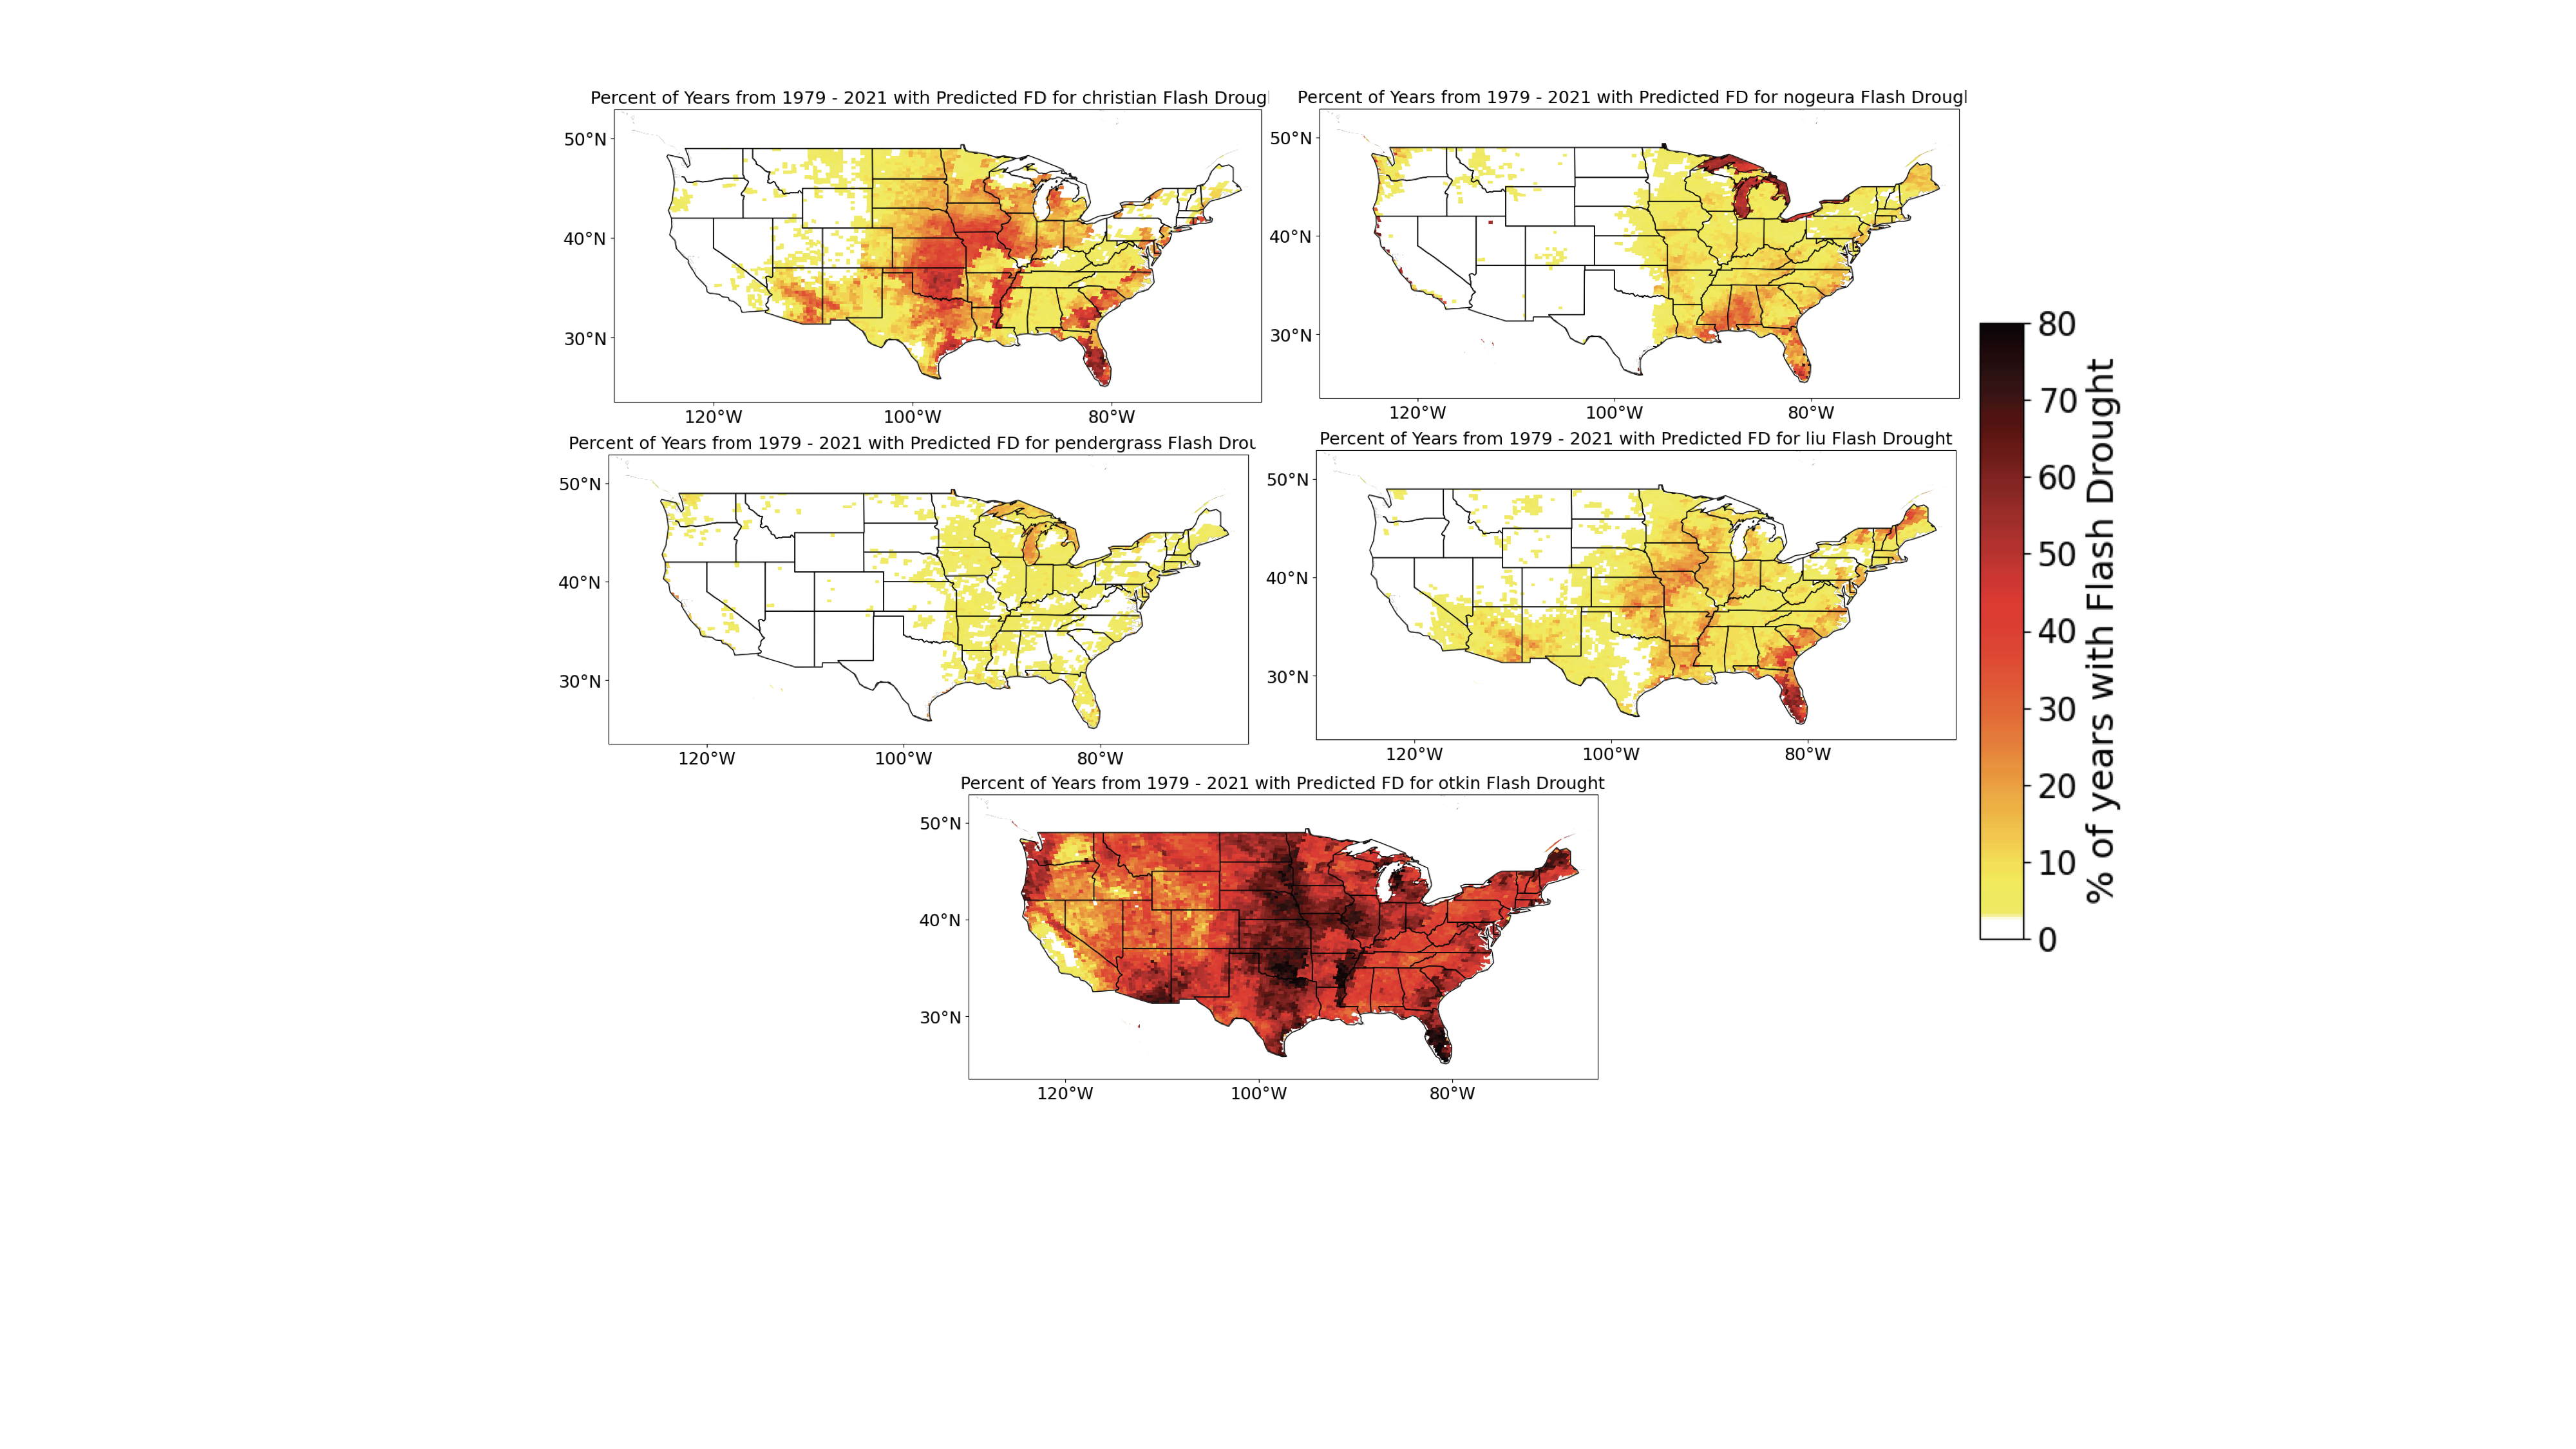 Percent of Years from 1979 - 2021 with Predicted FD for christian Flash Droug
50°N
40°N
30°N
120°W 100°W 80°W
Percent of Years from 1979 - 2021 with Predicted FD for nogeura Flash Droug
50°N
40°N
30°N
120°W 100°W 80°W
Percent of Years from 1979 - 2021 with Predicted FD for pendergrass Flash Drou
50°N
40°N
30°N
120°W 100°W 80°W
Percent of Years from 1979 - 2021 with Predicted FD for liu Flash Drought
50°N
40°N
30°N
120°W 100°W 80°W
Percent of Years from 1979 - 2021 with Predicted FD for otkin Flash Drought
50°N
40°N
30°N
120°W 100°W 80°W
80
70
60
50
40
30
20
10
0
% of years with Flash Drought